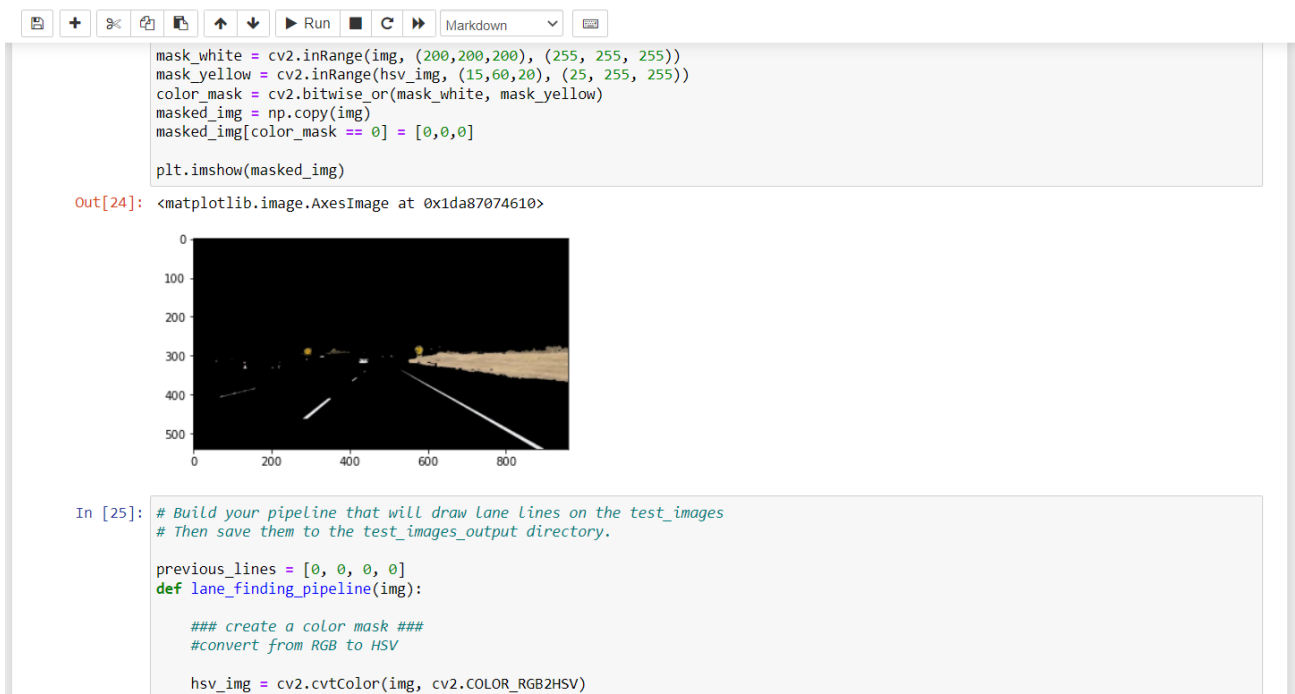 Run
Markdown
mask_white = cv2.inRange(img, (200,200,200), (255, 255, 255))
mask_yellow = cv2.inRange(hsv_img, (15,60,20), (25, 255, 255))
color_mask = cv2.bitwise_or(mask_white, mask_yellow)
masked_img = np.copy(img)
masked_img[color_mask == 0] = [0,0,0]
plt.imshow(masked_img)
Out[24]: <matplotlib.image.AxesImage at 0x1da87074610>
0
100
200
300
400
500
0 200 400 600 800
In [25]: # Build your pipeline that will draw lane lines on the test_images
# Then save them to the test_images_output directory.
previous_lines = [0, 0, 0, 0]
def lane_finding_pipeline(img):
### create a color mask ###
#convert from RGB to HSV
hsv_img = cv2.cvtColor(img, cv2.COLOR_RGB2HSV)